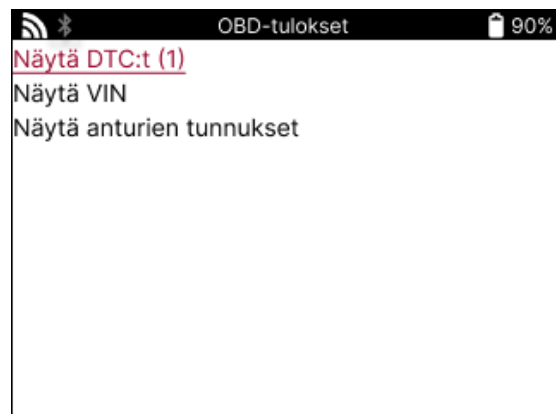 OBD-tulokset 90%
Näytä DTC:t (1)
Näytä VIN
Näytä anturien tunnukset